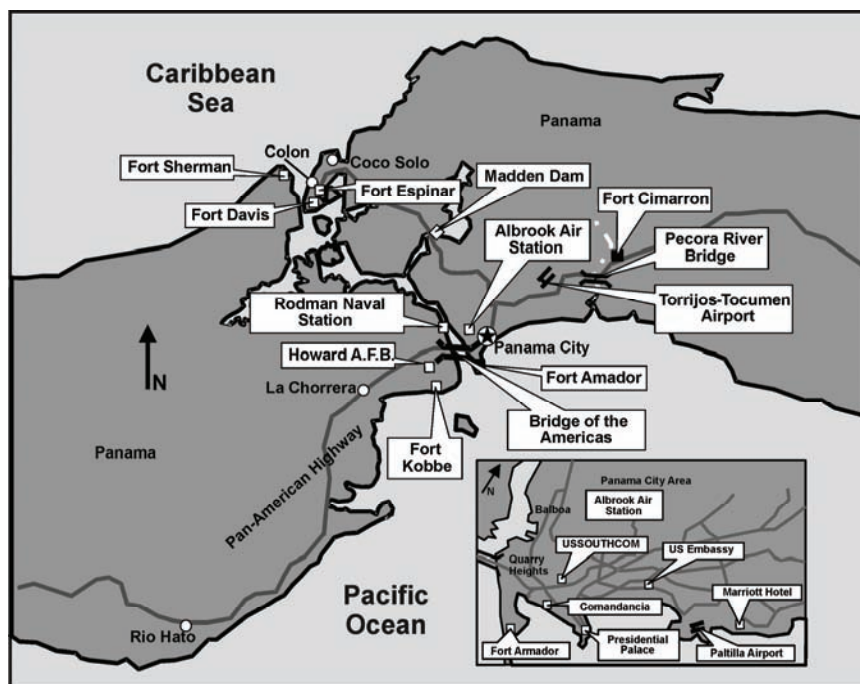 Caribbean
Sea
Panama
Colon
Coco Solo
Fort Sherman
Fort Espinar
Madden Dam
Fort Davis
Fort Cimarron
Albrook Air
Station
Pecora River
Bridge
Rodman Naval
Station
Torrijos-Tocumen
Airport
Howard A.F.B.
Panama City
N
La Chorrera
Fort Amador
Bridge of the
Americas
Fort
Kobbe
Panama
Pan-American Highway
Pacific
Ocean
Rio Hato
N
Panama City Area
Albrook Air
Station
Balboa
USSOUTHCOM
US Embassy
Quarry
Heights
Marriott Hotel
Comandancia
Fort Armador
Presidential
Palace
Paltilla Airport